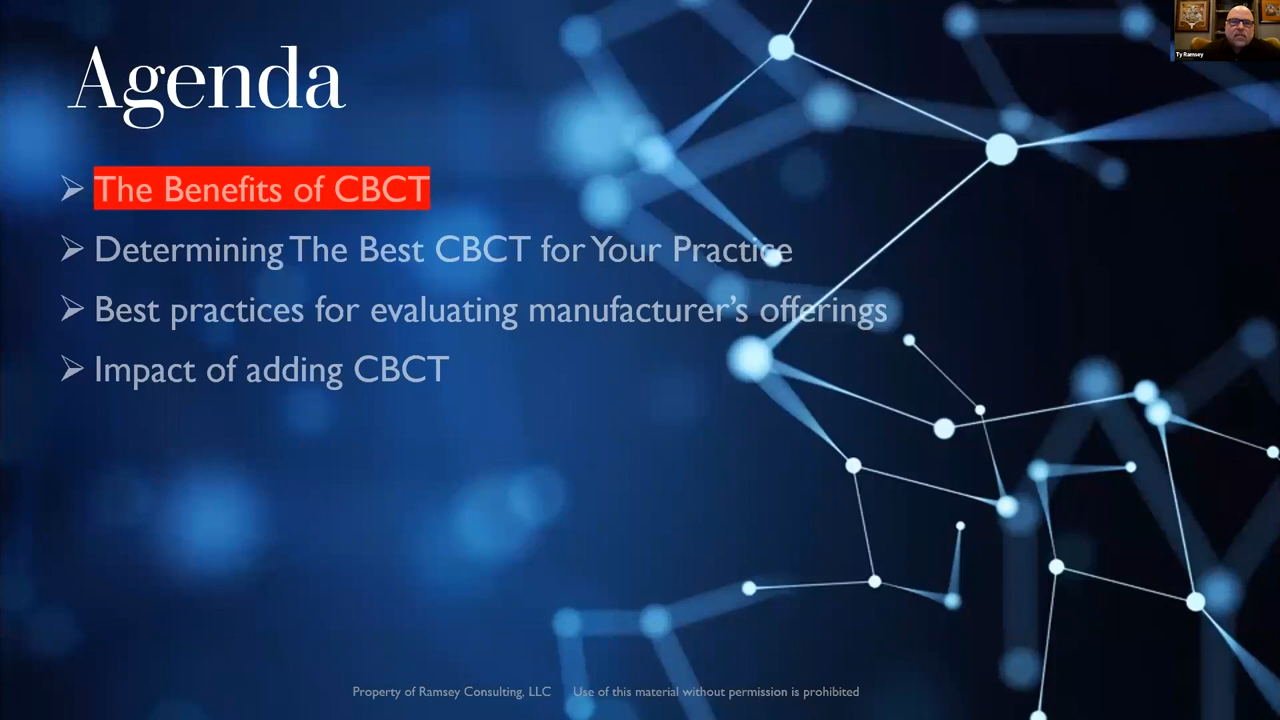 Agenda
Ty Ramsey
The Benefits of CBCT
Determining The Best CBCT for Your Practice
Best practices for evaluating manufacturer’s offerings
Impact of adding CBCT
Property of Ramsey Consulting, LLC Use of this material without permission is prohibited